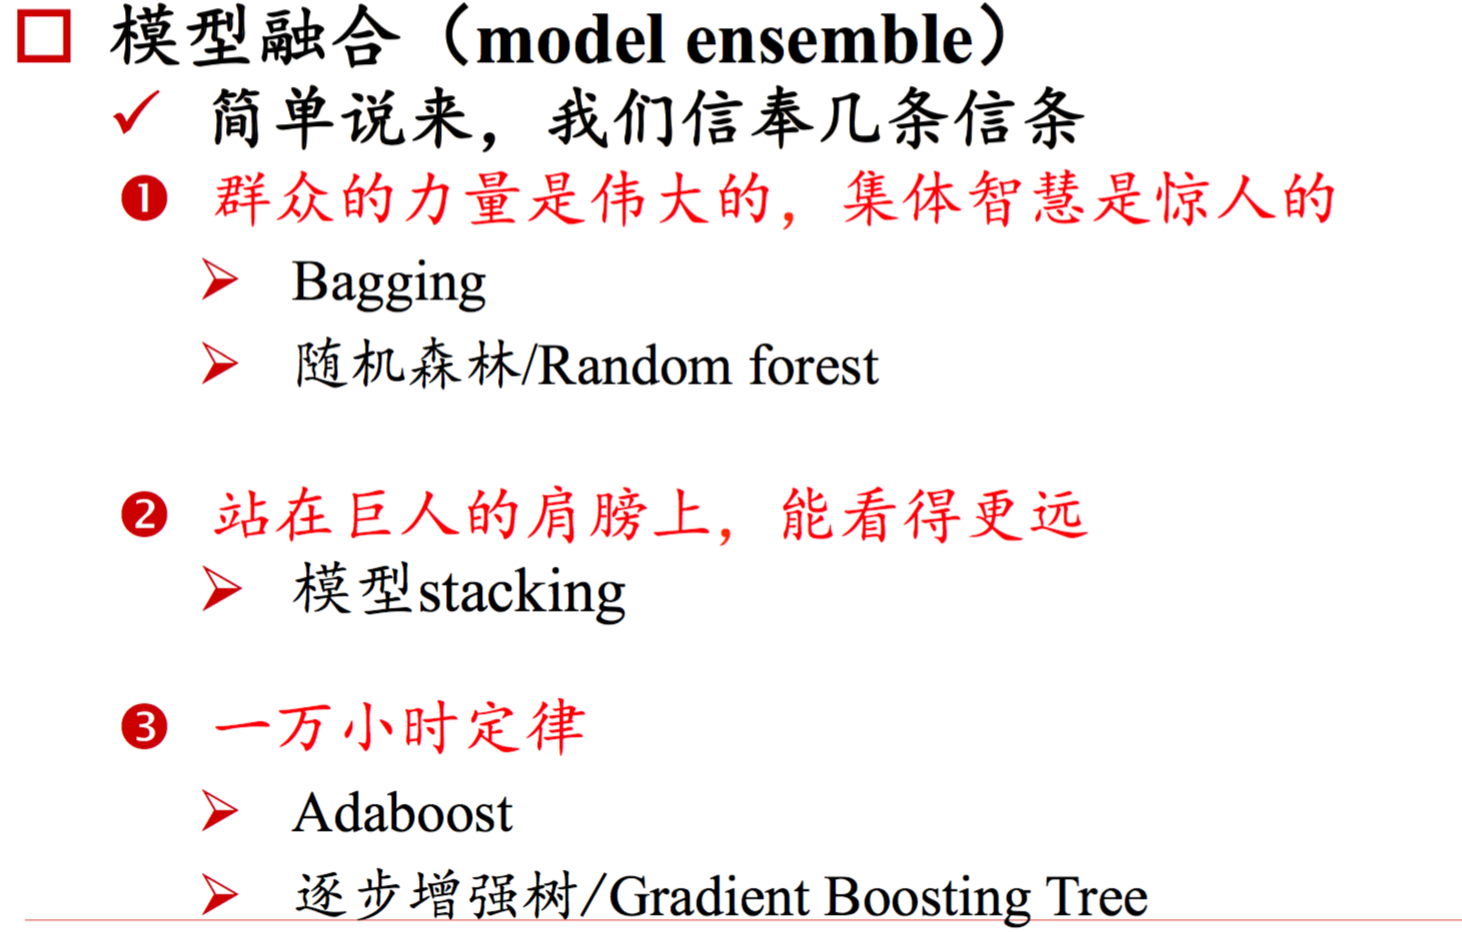 模型融合（model ensemble）
简单说来，我们信奉几条信条
❶ 群众的力量是伟大的，集体智慧是惊人的
Bagging
随机森林/Random forest
❷ 站在巨人的肩膀上，能看得更远
模型stacking
❸ 一万小时定律
Adaboost
逐步增强树/Gradient Boosting Tree